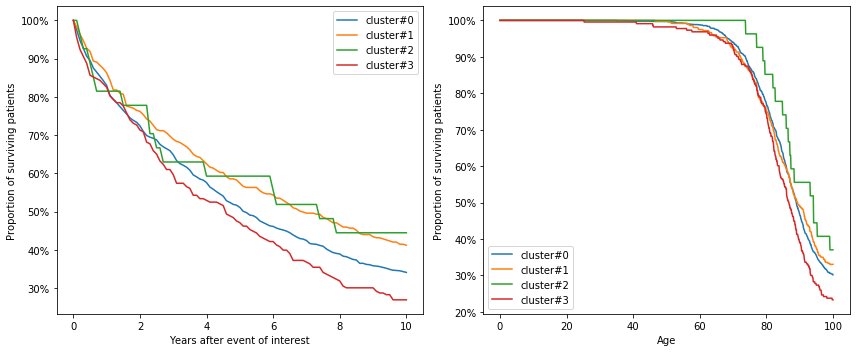 100%
90%
80%
70%
60%
50%
40%
30%
Proportion of surviving patients
0
2
4
6
8
10
Years after event of interest
cluster#0
cluster#1
cluster#2
cluster#3
100%
90%
80%
70%
60%
50%
40%
30%
20%
Proportion of surviving patients
0
20
40
60
80
100
Age
cluster#0
cluster#1
cluster#2
cluster#3